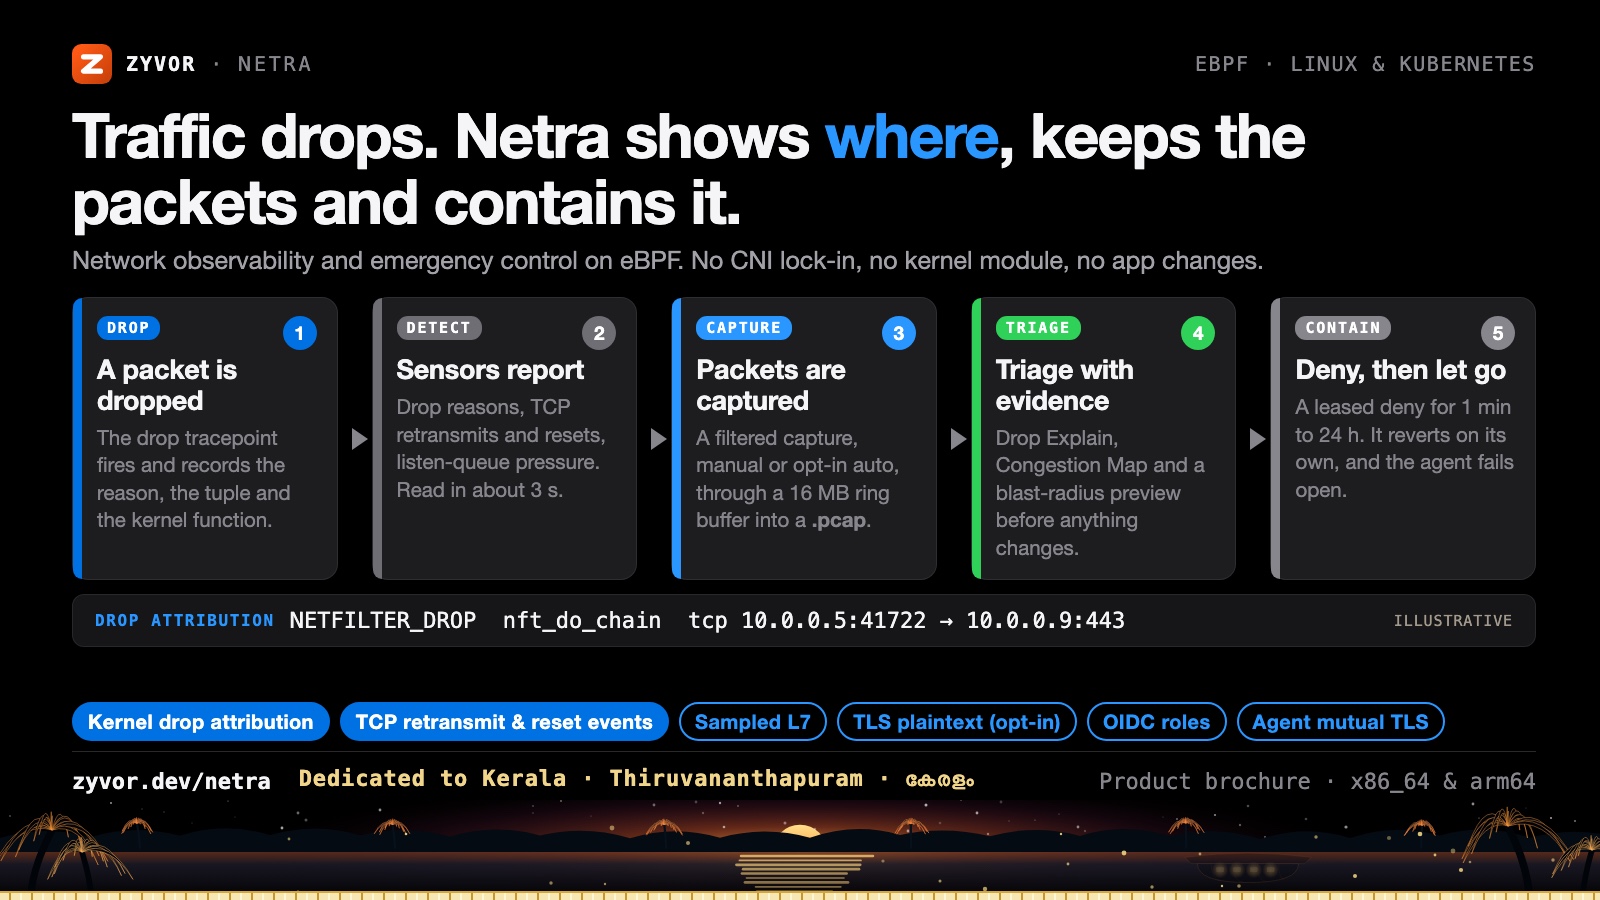 ZYVOR · NETRA
EBPF · LINUX & KUBERNETES
Traffic drops. Netra shows where, keeps the
packets and contains it.
Network observability and emergency control on eBPF. No CNI lock-in, no kernel module, no app changes.
DROP
1
A packet is
dropped
The drop tracepoint
fires and records the
reason, the tuple and
the kernel function.
DETECT
2
Sensors report
Drop reasons, TCP
retransmits and resets,
listen-queue pressure.
Read in about 3 s.
CAPTURE
3
Packets are
captured
A filtered capture,
manual or opt-in auto,
through a 16 MB ring
buffer into a .pcap.
TRIAGE
4
Triage with
evidence
Drop Explain,
Congestion Map and a
blast-radius preview
before anything
changes.
CONTAIN
5
Deny, then let go
A leased deny for 1 min
to 24 h. It reverts on its
own, and the agent fails
open.
DROP ATTRIBUTION NETFILTER_DROP nft_do_chain tcp 10.0.0.5:41722 → 10.0.0.9:443
ILLUSTRATIVE
Kernel drop attribution
TCP retransmit & reset events
Sampled L7
TLS plaintext (opt-in)
OIDC roles
Agent mutual TLS
zyvor.dev/netra
Dedicated to Kerala · Thiruvananthapuram · കേരളം
Product brochure · x86_64 & arm64